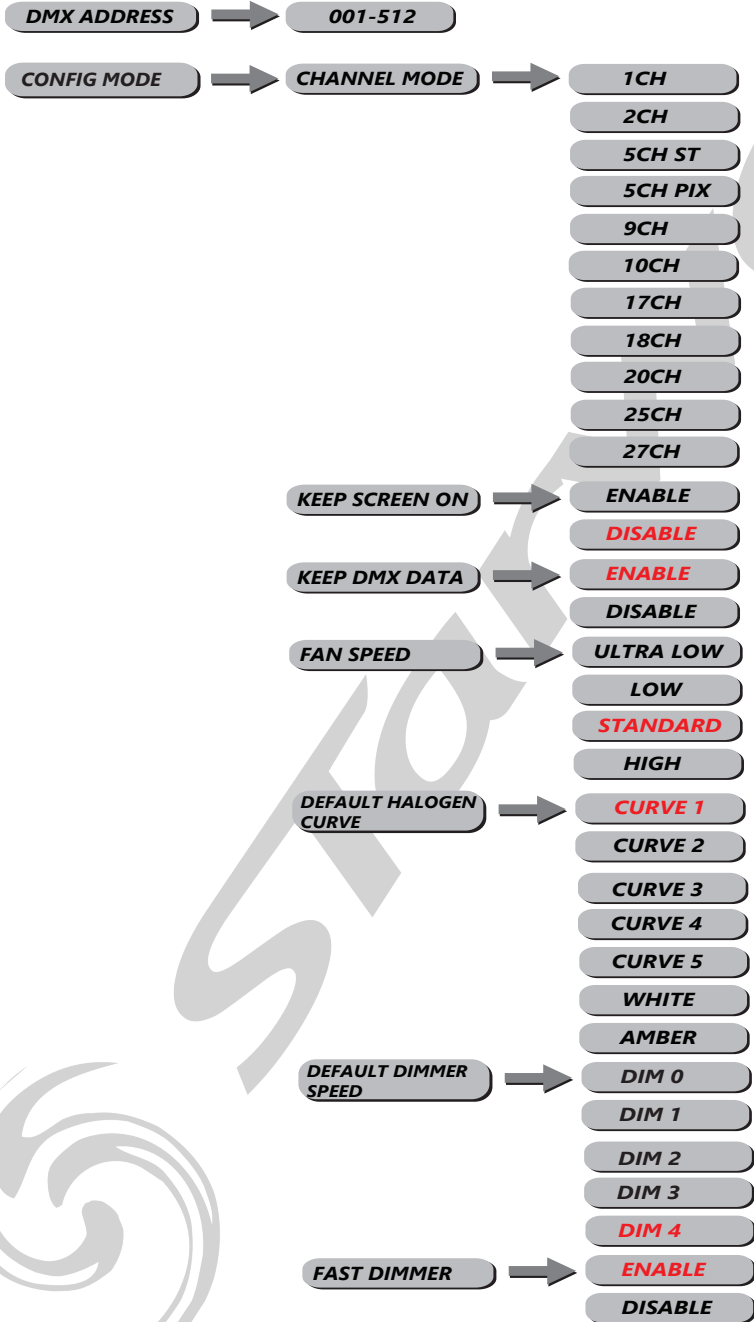 DMX ADDRESS
001-512
CONFIG MODE
CHANNEL MODE
1CH
2CH
5CH ST
5CH PIX
9CH
10CH
17CH
18CH
20CH
25CH
27CH
KEEP SCREEN ON
ENABLE
DISABLE
KEEP DMX DATA
ENABLE
DISABLE
FAN SPEED
ULTRA LOW
LOW
STANDARD
HIGH
DEFAULT HALOGEN
CURVE
CURVE 1
CURVE 2
CURVE 3
CURVE 4
CURVE 5
WHITE
AMBER
DEFAULT DIMMER
SPEED
DIM 0
DIM 1
DIM 2
DIM 3
DIM 4
FAST DIMMER
ENABLE
DISABLE